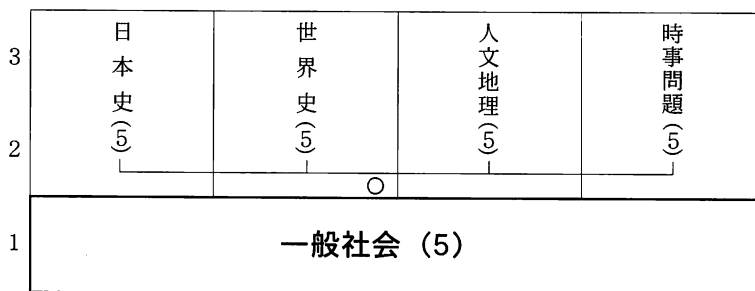 3
2
1
日本史(5)
世界史(5)
人文地理(5)
時事問題(5)
○
一般社会(5)